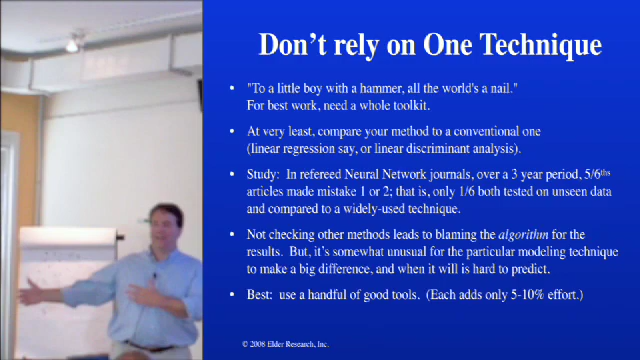 Don't rely on One Technique
• "To a little boy with a hammer, all the world's a nail."
For best work, need a whole toolkit.
• At very least, compare your method to a conventional one
(linear regression say, or linear discriminant analysis).
• Study: In refereed Neural Network journals, over a 3 year period, 5/6ths
articles made mistake 1 or 2; that is, only 1/6 both tested on unseen data
and compared to a widely-used technique.
• Not checking other methods leads to blaming the algorithm for the
results. But, it's somewhat unusual for the particular modeling technique
to make a big difference, and when it will is hard to predict.
• Best: use a handful of good tools. (Each adds only 5-10% effort.)
© 2008 Elder Research, Inc.